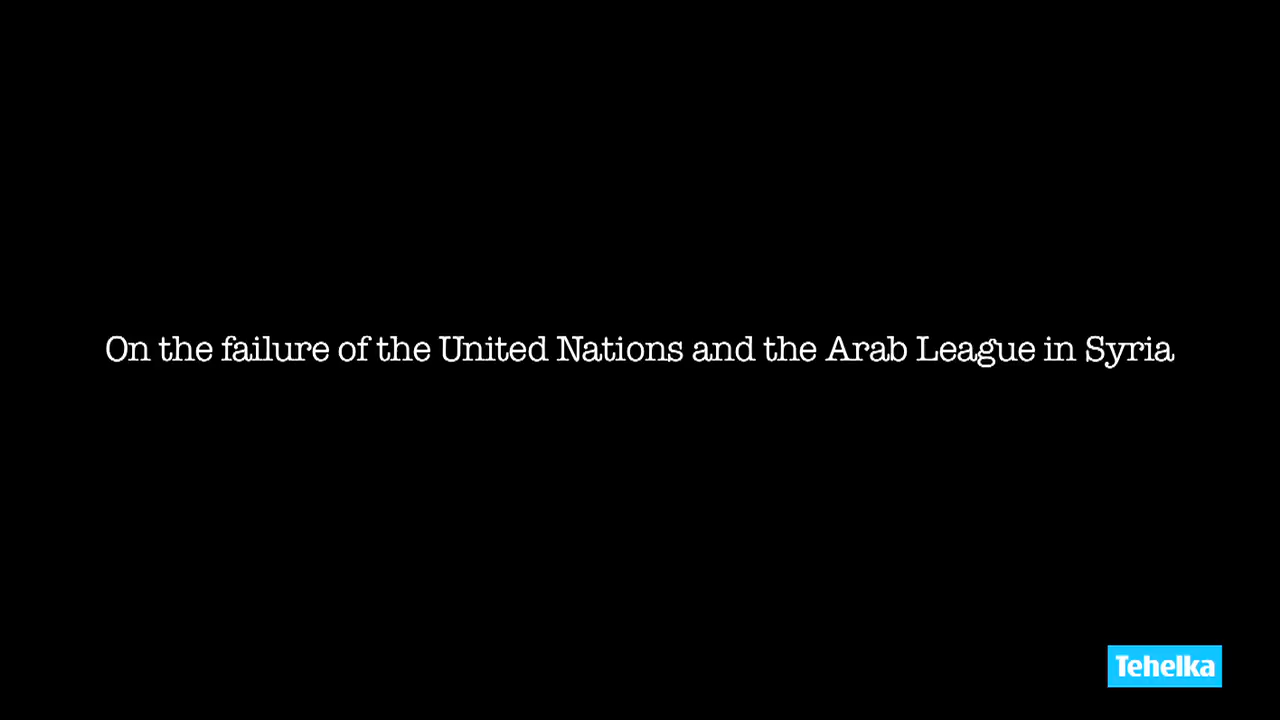 On the failure of the United Nations and the Arab League in Syria
Tehelka